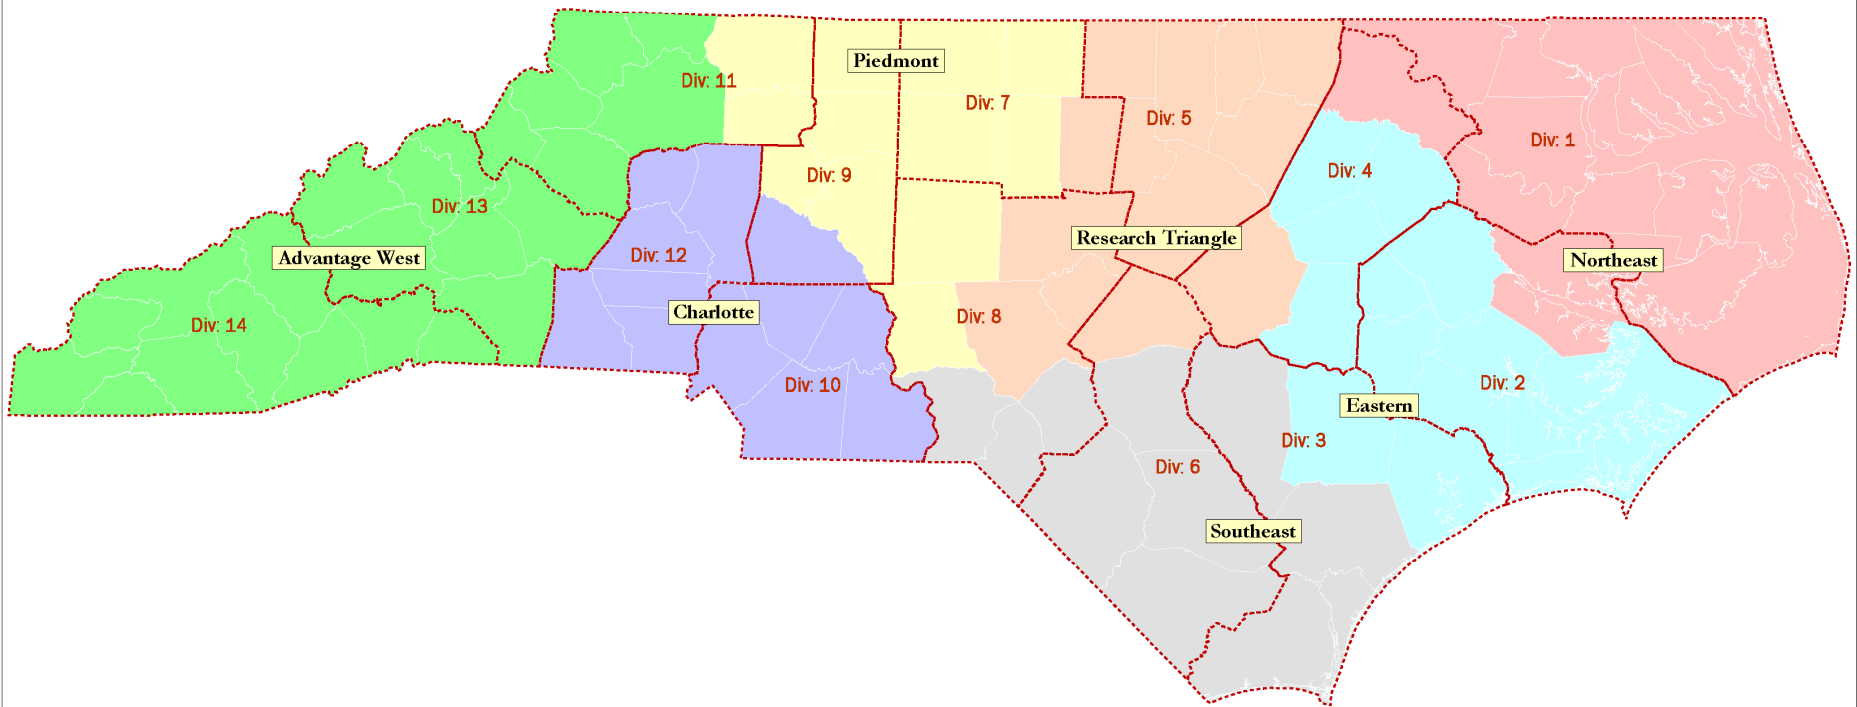 Piedmont
Div: 11
Div: 7
Div: 5
Div: 1
Div: 9
Div: 4
Div: 13
Research Triangle
Div: 12
Advantage West
Northeast
Charlotte
Div: 8
Div: 14
Div: 10
Div: 2
Eastern
Div: 3
Div: 6
Southeast